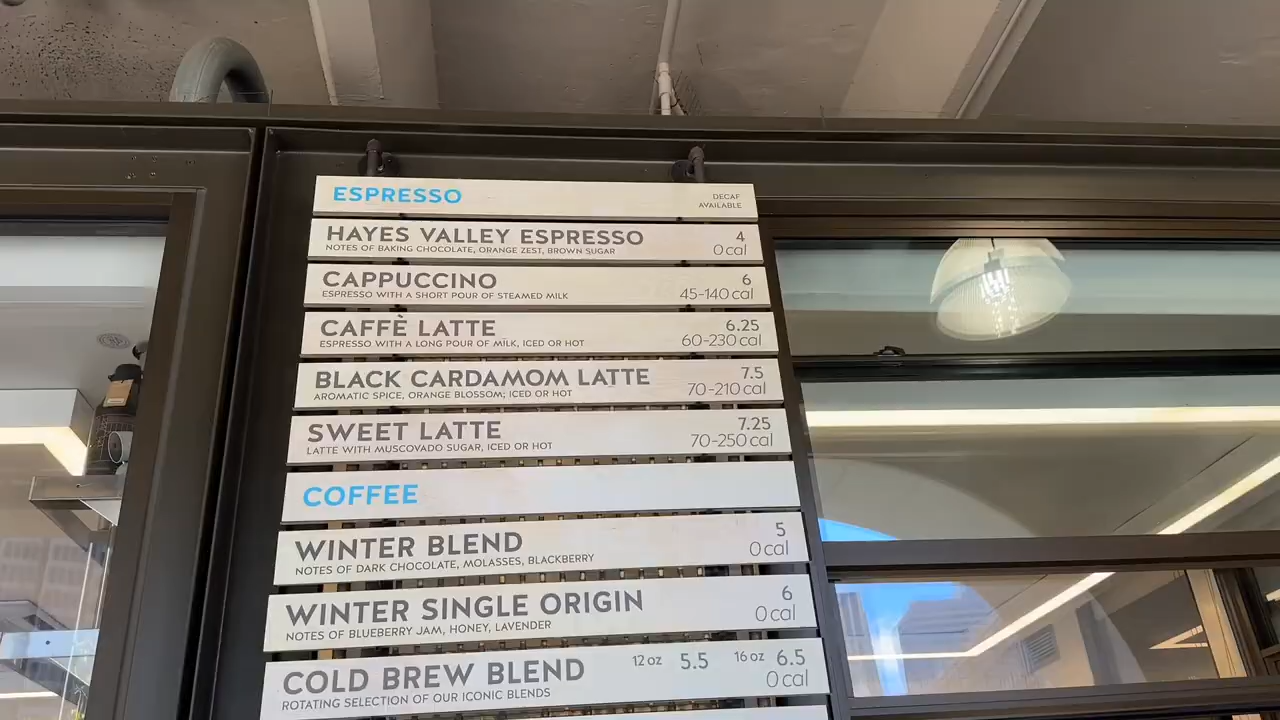 ESPRESSO
DECAF
AVAILABLE
HAYES VALLEY ESPRESSO 4
NOTES OF BAKING CHOCOLATE, ORANGE ZEST, BROWN SUGAR 0 cal
CAPPUCCINO 6
ESPRESSO WITH A SHORT POUR OF STEAMED MILK 45-140 cal
CAFFÈ LATTE 6.25
ESPRESSO WITH A LONG POUR OF MILK, ICED OR HOT 60-230 cal
BLACK CARDAMOM LATTE 7.5
AROMATIC SPICE, ORANGE BLOSSOM; ICED OR HOT 70-210 cal
SWEET LATTE 7.25
LATTE WITH MUSCOVADO SUGAR, ICED OR HOT 70-250 cal
COFFEE
WINTER BLEND 5
NOTES OF DARK CHOCOLATE, MOLASSES, BLACKBERRY 0 cal
WINTER SINGLE ORIGIN 6
NOTES OF BLUEBERRY JAM, HONEY, LAVENDER 0 cal
COLD BREW BLEND 12 oz 5.5 16 oz 6.5
ROTATING SELECTION OF OUR ICONIC BLENDS 0 cal